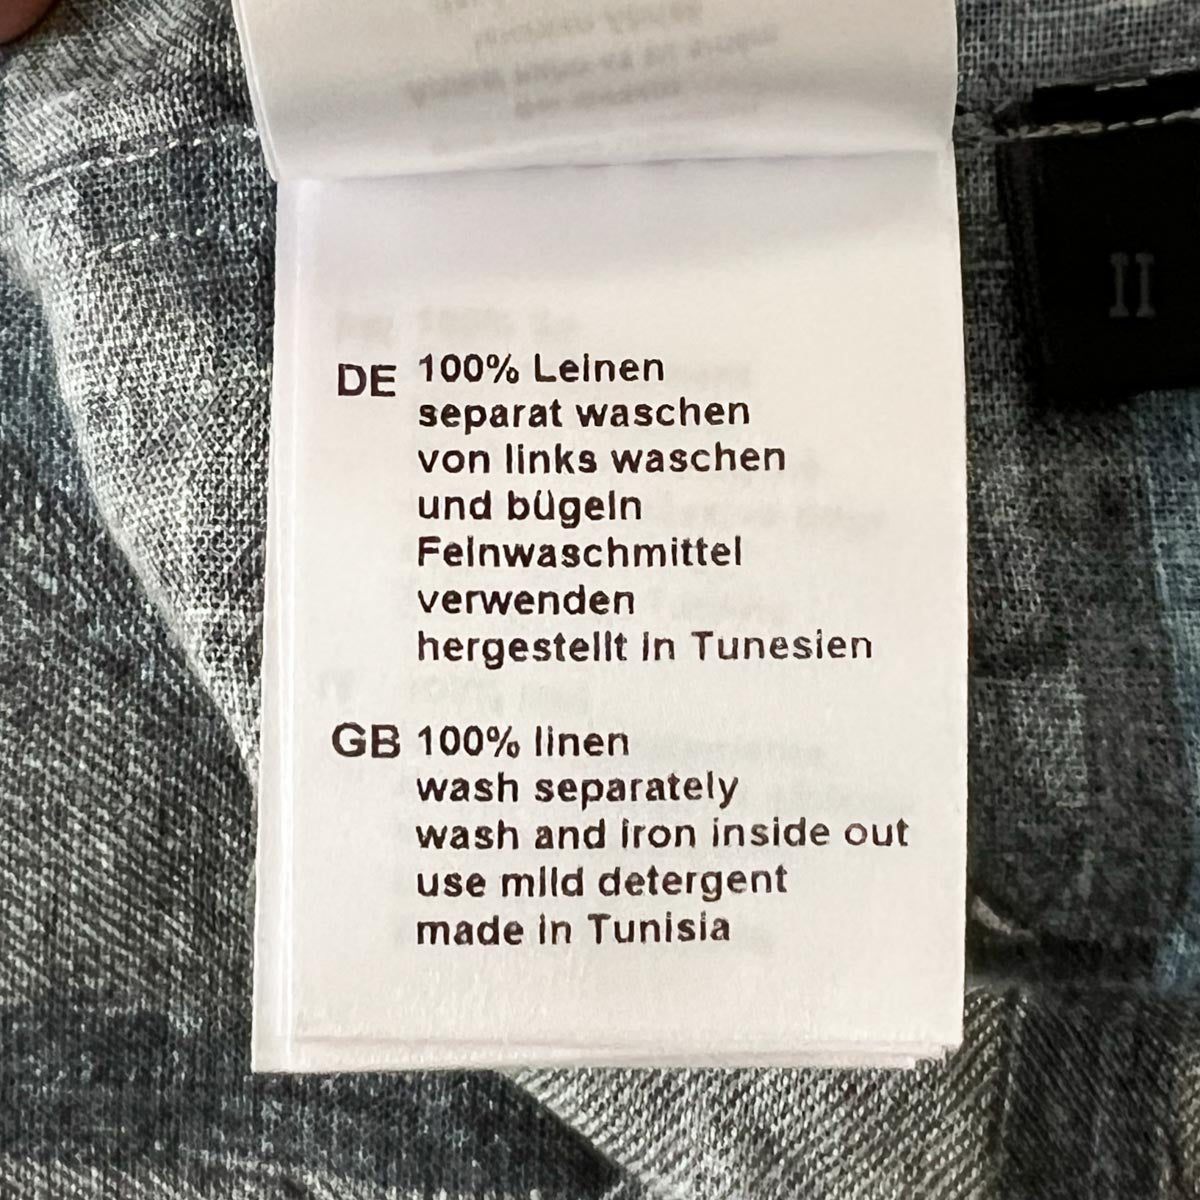 DE 100% Leinen
separat waschen
von links waschen
und bügeln
Feinwaschmittel
verwenden
hergestellt in Tunesien
GB 100% linen
wash separately
wash and iron inside out
use mild detergent
made in Tunisia
II